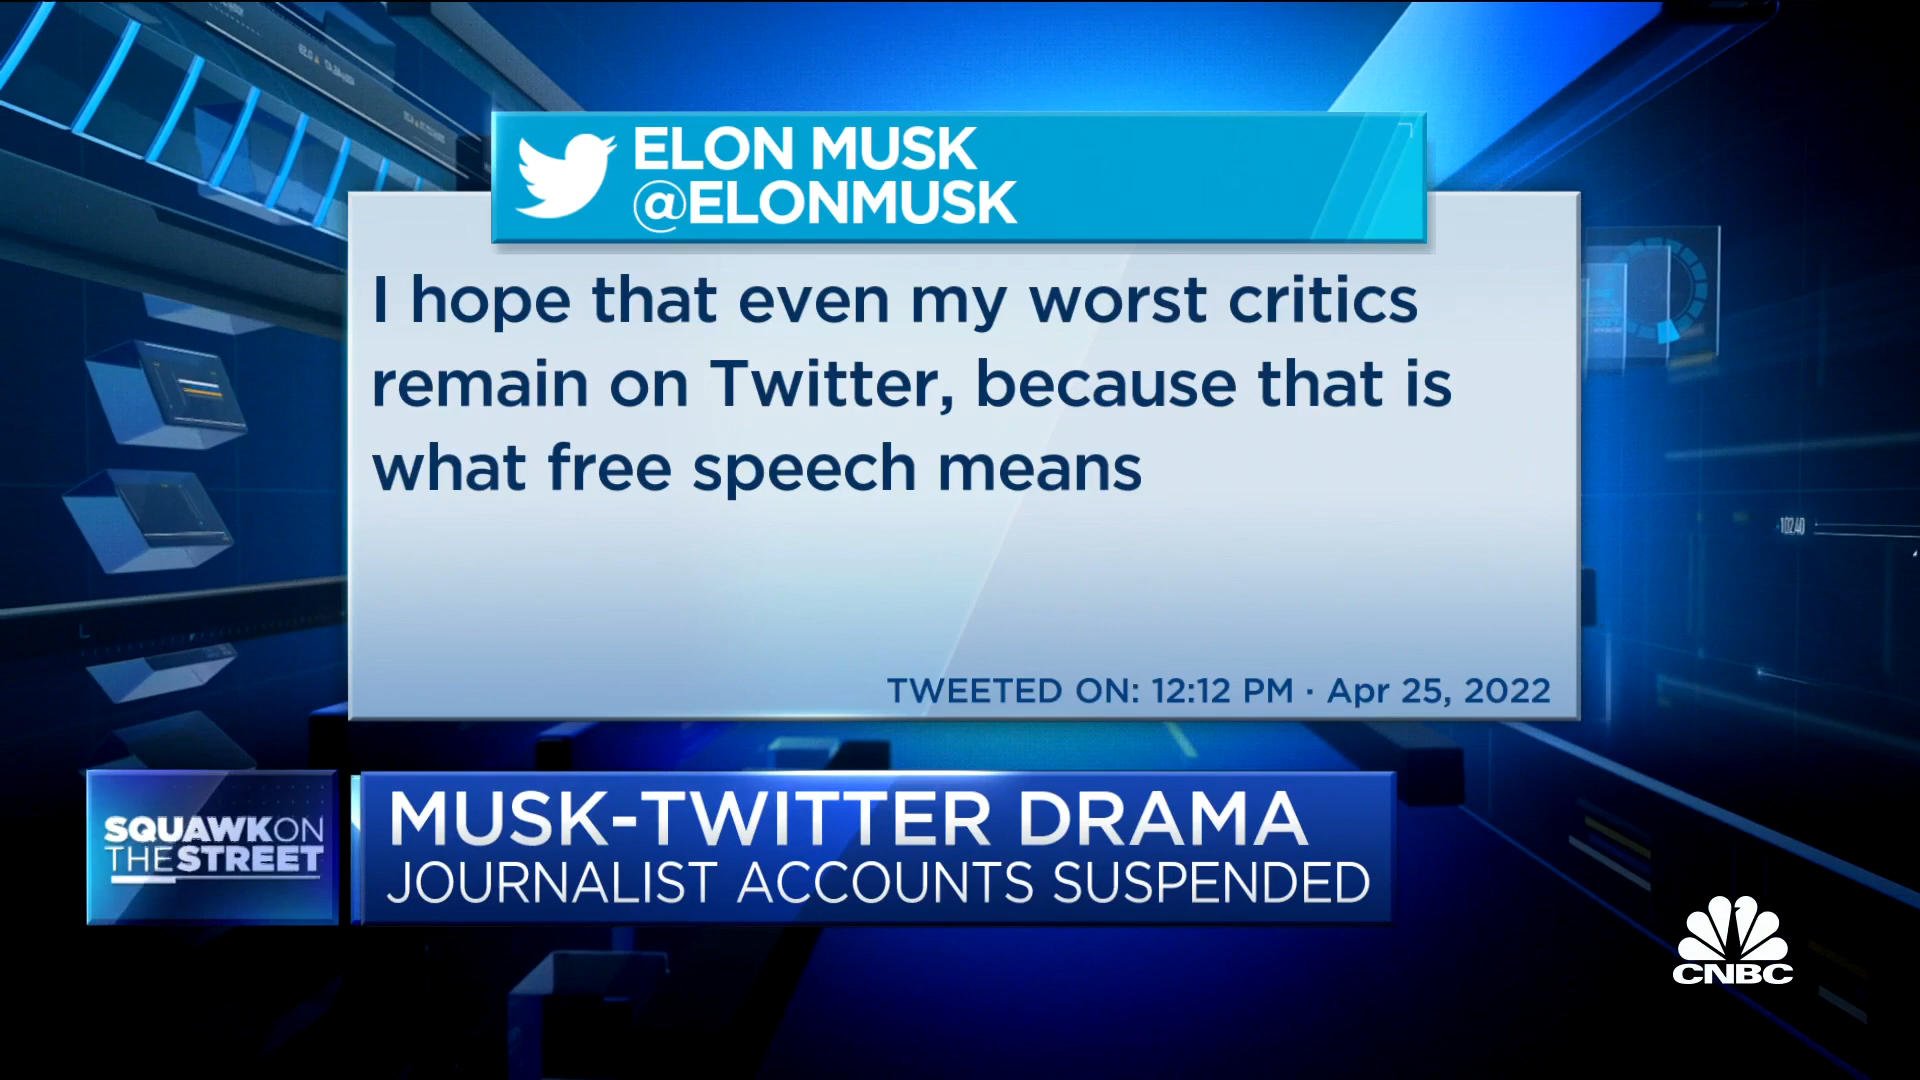 ELON MUSK
@ELONMUSK
I hope that even my worst critics
remain on Twitter, because that is
what free speech means
TWEETED ON: 12:12 PM · Apr 25, 2022
SQUAWK ON
THE STREET
MUSK-TWITTER DRAMA
JOURNALIST ACCOUNTS SUSPENDED
102.40
CNBC